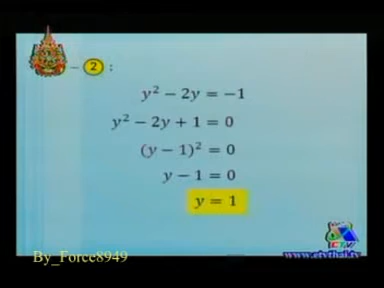 – 2 :
y² − 2y = −1
y² − 2y + 1 = 0
(y − 1)² = 0
y − 1 = 0
y = 1
ETV
www.etvthai.tv
By_Force8949